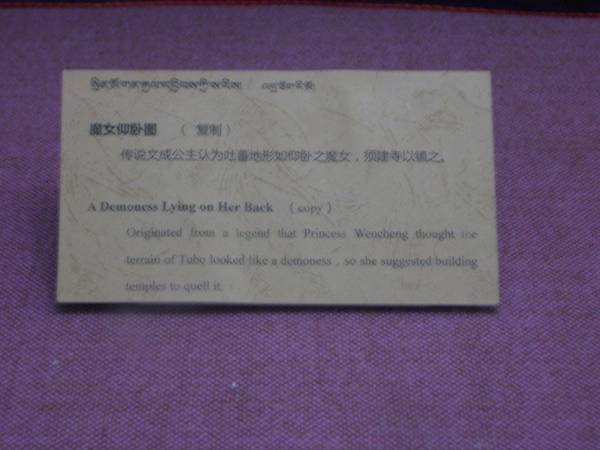 སྲིན་མོ་གན་རྐྱལ་དུ་
魔女仰卧图 （ 复制 ）
传说文成公主认为吐蕃地形如仰卧之魔女，须建寺以镇之。
A Demoness Lying on Her Back （copy）
Originated from a legend that Princess Wencheng thought the
terrain of Tubo looked like a demoness , so she suggested building
temples to quell it.